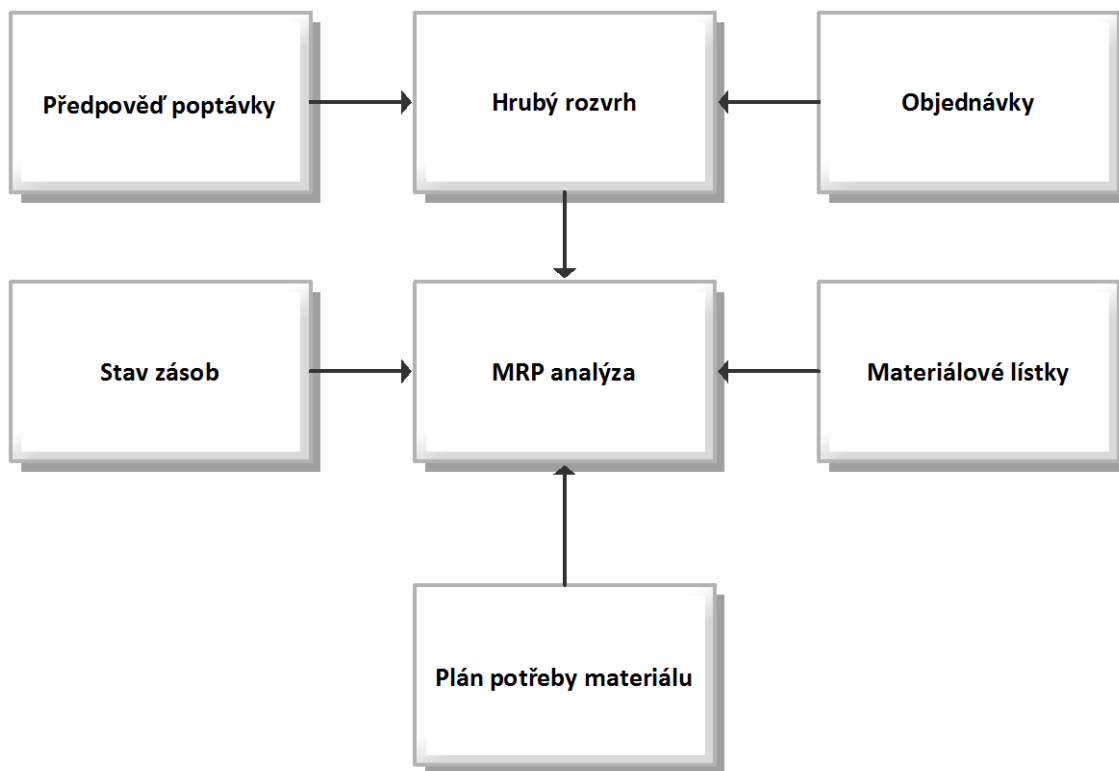 Předpověď poptávky
Hrubý rozvrh
Objednávky
Stav zásob
MRP analýza
Materiálové lístky
Plán potřeby materiálu